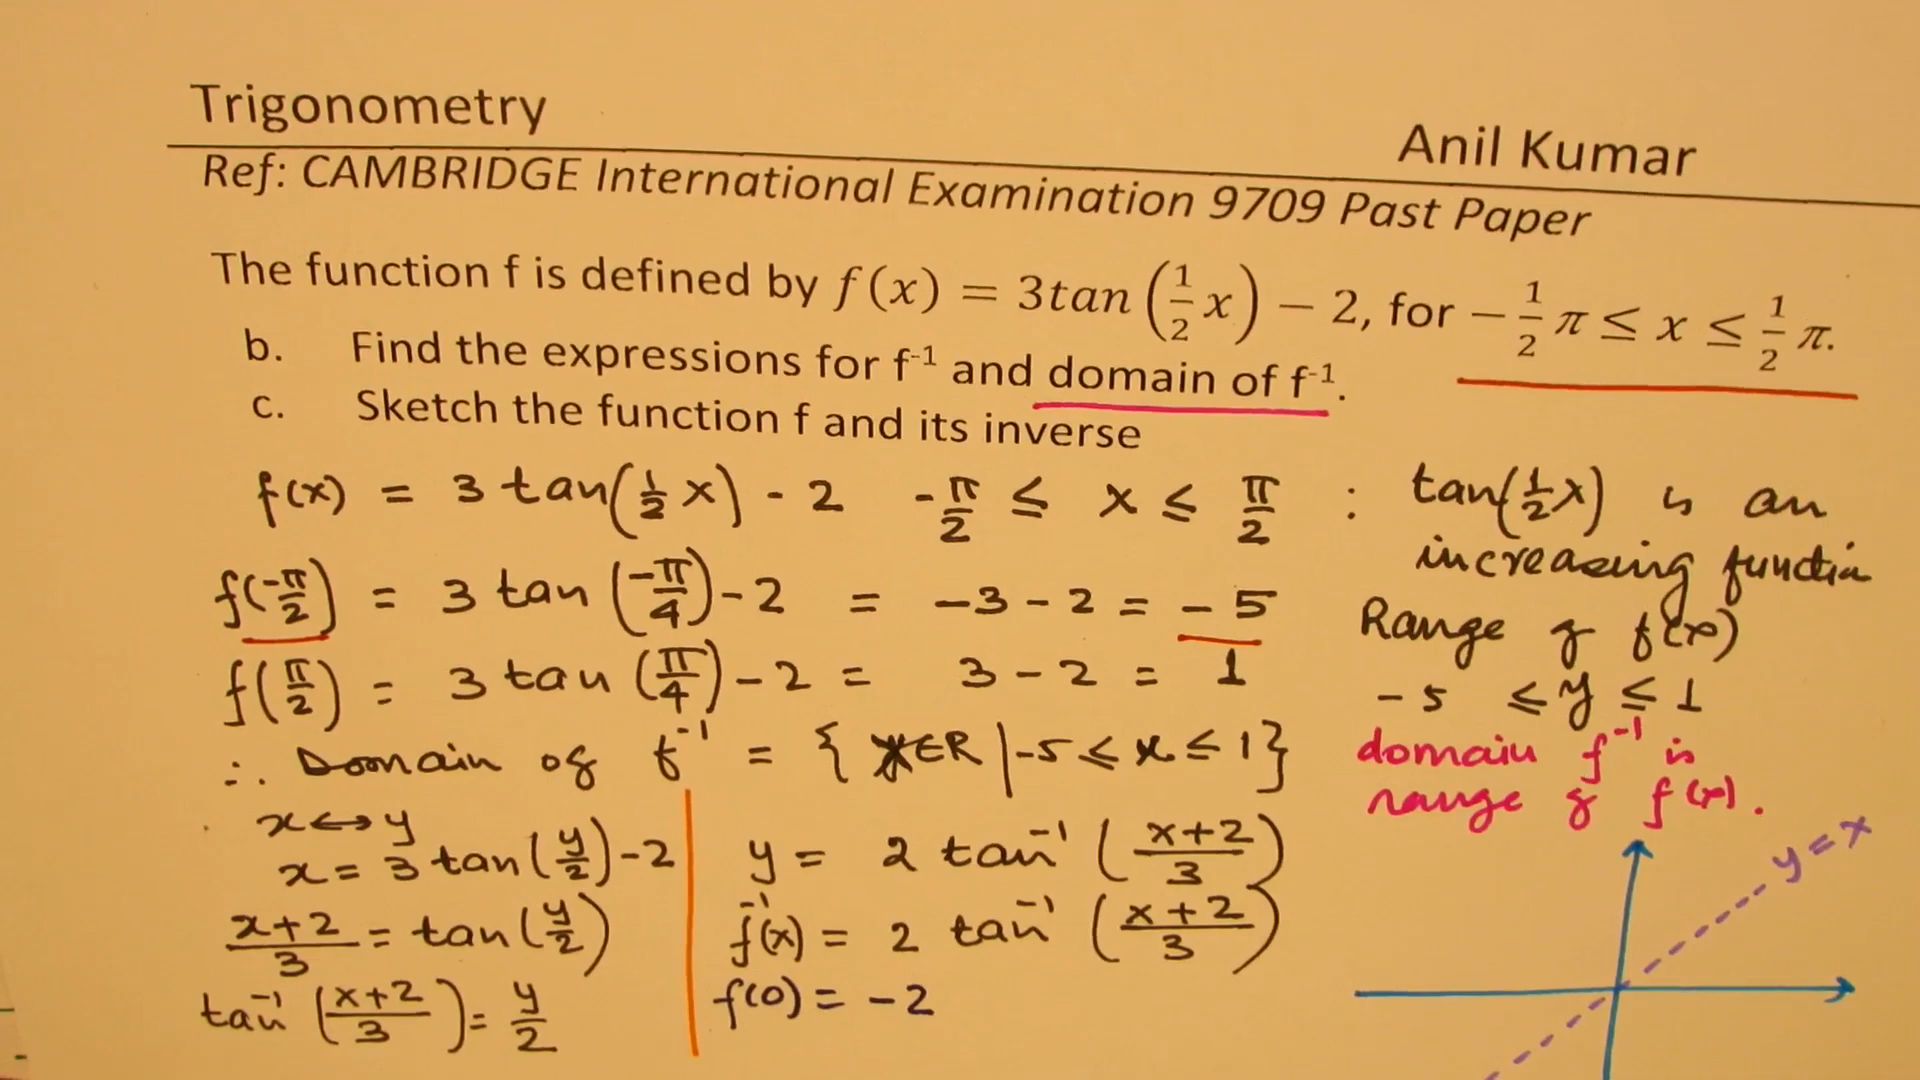 Trigonometry
Anil Kumar
Ref: CAMBRIDGE International Examination 9709 Past Paper
The function f is defined by f(x) = 3tan(½x) − 2, for −½π ≤ x ≤ ½π.
b. Find the expressions for f⁻¹ and domain of f⁻¹.
c. Sketch the function f and its inverse
f(x) = 3 tan(½x) - 2   -π/2 ≤ x ≤ π/2 : tan(½x) is an
increasing function
f(-π/2) = 3 tan(-π/4) - 2 = -3 - 2 = -5
Range of f(x)
f(π/2) = 3 tan(π/4) - 2 = 3 - 2 = 1
-5 ≤ y ≤ 1
∴ Domain of f⁻¹ = { x∈R | -5 ≤ x ≤ 1}
domain f⁻¹ is
range of f(x).
x↔y
x = 3 tan(y/2) - 2
(x+2)/3 = tan(y/2)
tan⁻¹((x+2)/3) = y/2
y = 2 tan⁻¹((x+2)/3)
f⁻¹(x) = 2 tan⁻¹((x+2)/3)
f(0) = -2
y = x